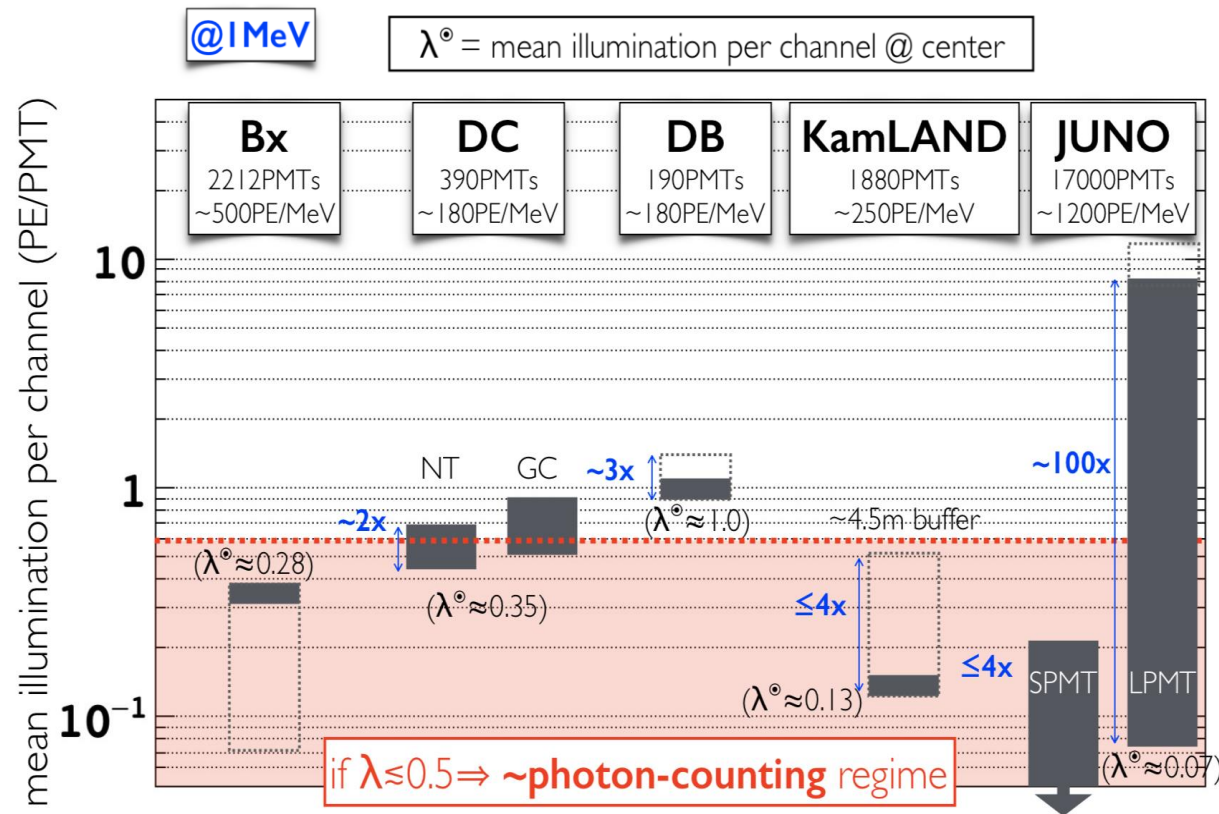 @1MeV
λ⊙ = mean illumination per channel @ center
mean illumination per channel (PE/PMT)
Bx
2212PMTs
~500PE/MeV
DC
390PMTs
~180PE/MeV
DB
190PMTs
~180PE/MeV
KamLAND
1880PMTs
~250PE/MeV
JUNO
17000PMTs
~1200PE/MeV
10
1
10⁻¹
NT
GC
~2x
~3x
~100x
(λ⊙≈0.28)
(λ⊙≈0.35)
(λ⊙≈1.0)
~4.5m buffer
≤4x
(λ⊙≈0.13)
≤4x
SPMT
LPMT
(λ⊙≈0.07)
if λ≲0.5⇒ ~photon-counting regime